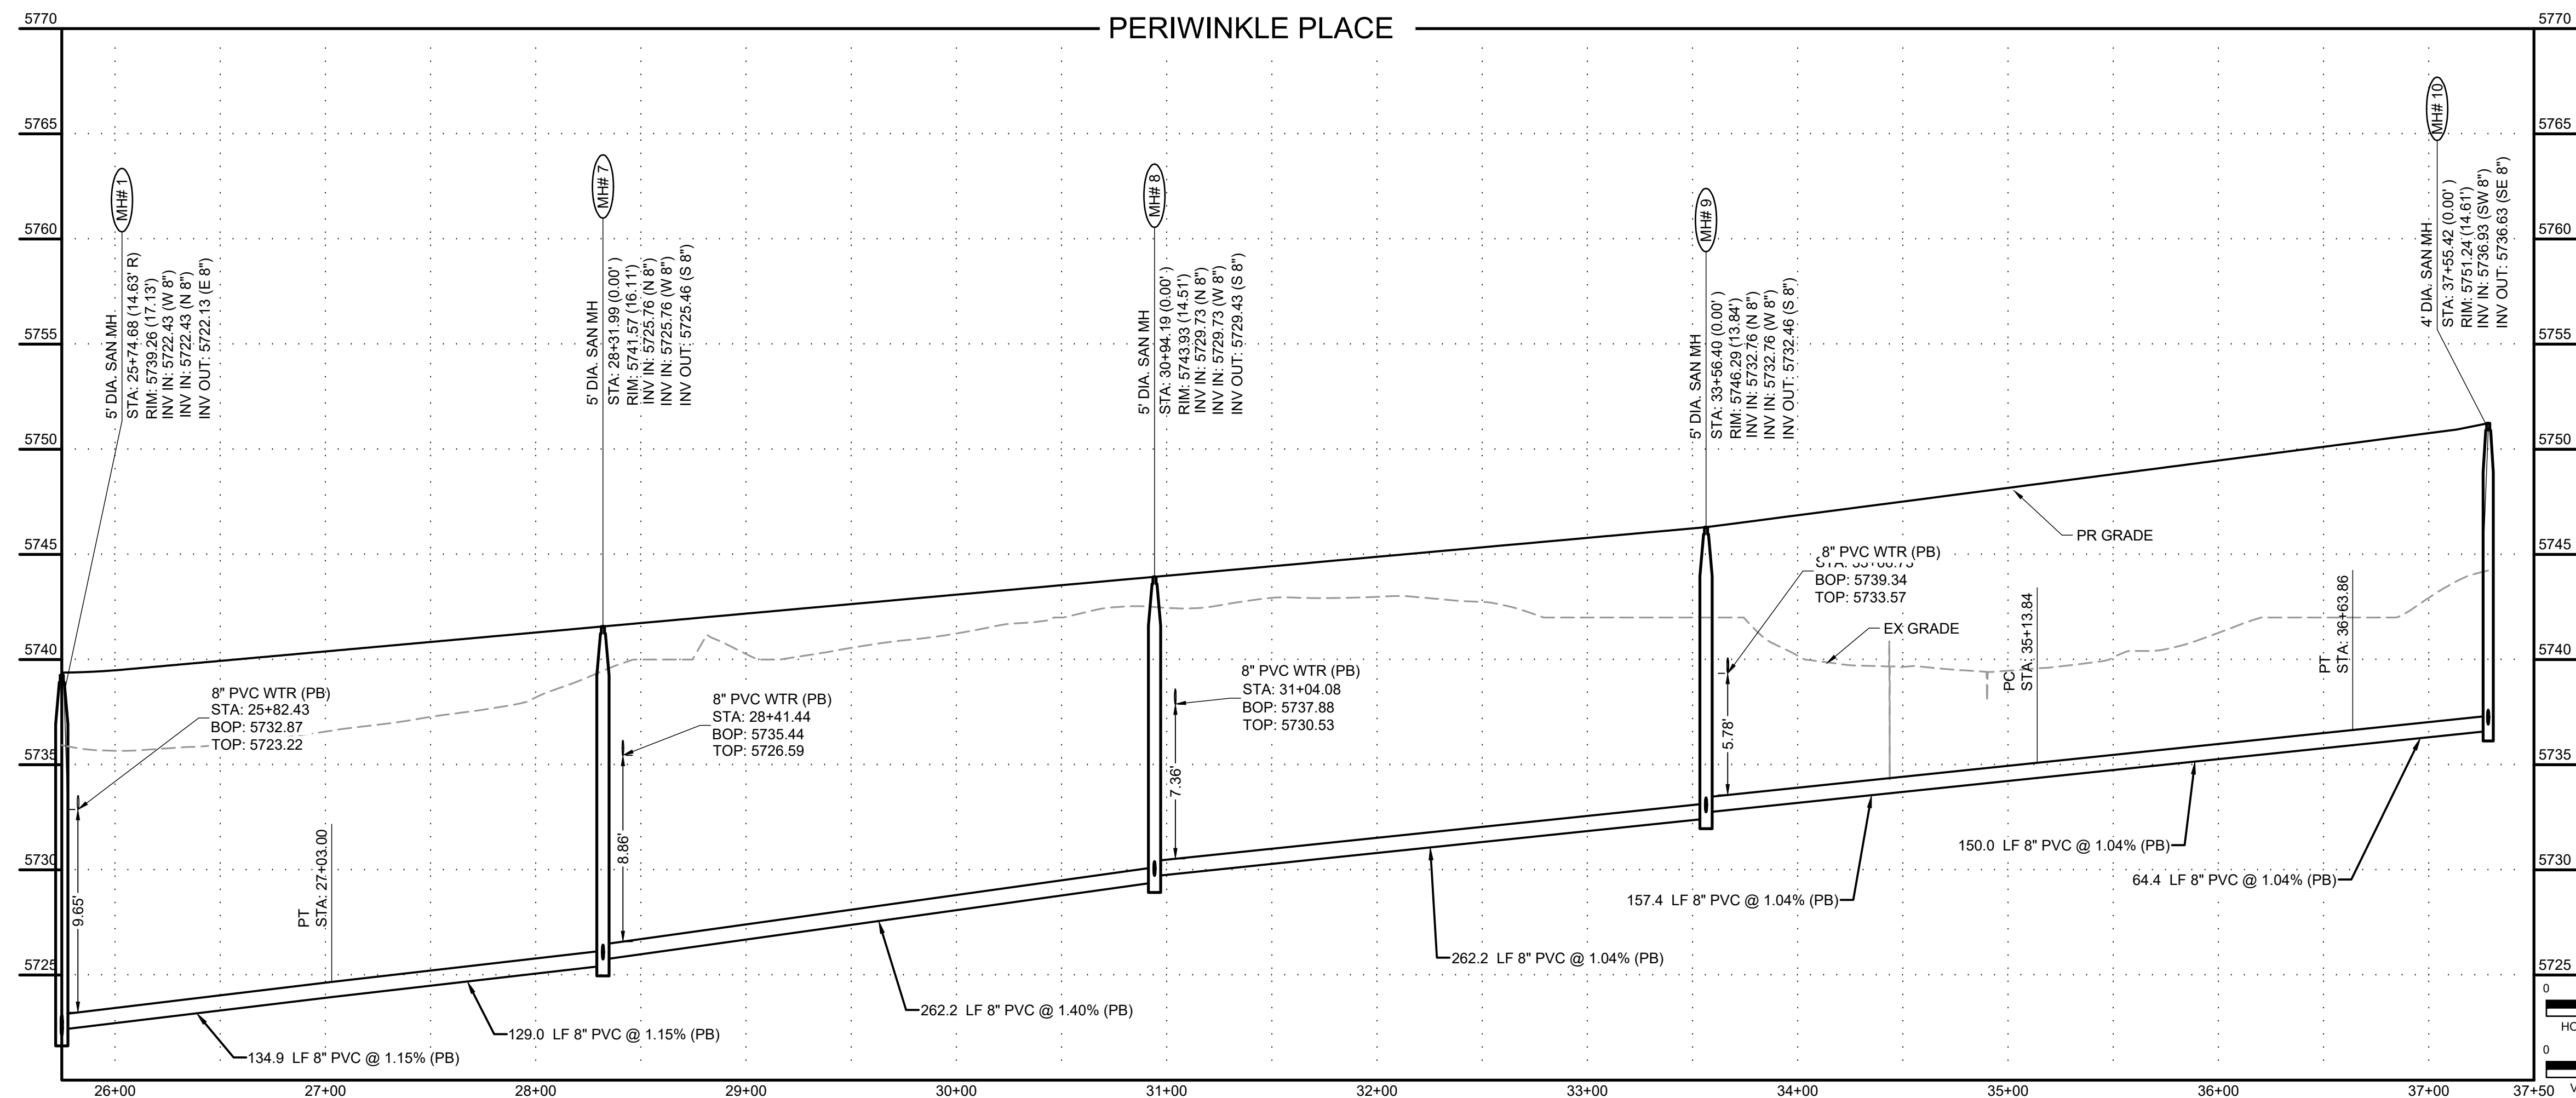 PERIWINKLE PLACE
5770
5765
5760
5755
5750
5745
5740
5735
5730
5725
5770
5765
5760
5755
5750
5745
5740
5735
5730
5725
MH# 1
5' DIA. SAN MH
STA: 25+74.68 (14.63' R)
RIM: 5739.26 (17.13')
INV IN: 5722.43 (W 8")
INV IN: 5722.43 (N 8")
INV OUT: 5722.13 (E 8")
MH# 7
5' DIA. SAN MH
STA: 28+31.99 (0.00' )
RIM: 5741.57 (16.11')
INV IN: 5725.76 (N 8")
INV IN: 5725.76 (W 8")
INV OUT: 5725.46 (S 8")
MH# 8
5' DIA. SAN MH
STA: 30+94.19 (0.00' )
RIM: 5743.93 (14.51')
INV IN: 5729.73 (N 8")
INV IN: 5729.73 (W 8")
INV OUT: 5729.43 (S 8")
MH# 9
5' DIA. SAN MH
STA: 33+56.40 (0.00' )
RIM: 5746.29 (13.84')
INV IN: 5732.76 (N 8")
INV IN: 5732.76 (W 8")
INV OUT: 5732.46 (S 8")
MH# 10
4' DIA. SAN MH
STA: 37+55.42 (0.00' )
RIM: 5751.24 (14.61')
INV IN: 5736.93 (SW 8")
INV OUT: 5736.63 (SE 8")
PR GRADE
EX GRADE
8" PVC WTR (PB)
STA: 25+82.43
BOP: 5732.87
TOP: 5723.22
9.65'
8" PVC WTR (PB)
STA: 28+41.44
BOP: 5735.44
TOP: 5726.59
8.86'
8" PVC WTR (PB)
STA: 31+04.08
BOP: 5737.88
TOP: 5730.53
7.36'
8" PVC WTR (PB)
STA:
BOP: 5739.34
TOP: 5733.57
5.78'
PT
STA: 27+03.00
PC
STA: 35+13.84
PT
STA: 36+63.86
134.9 LF 8" PVC @ 1.15% (PB)
129.0 LF 8" PVC @ 1.15% (PB)
262.2 LF 8" PVC @ 1.40% (PB)
262.2 LF 8" PVC @ 1.04% (PB)
157.4 LF 8" PVC @ 1.04% (PB)
150.0 LF 8" PVC @ 1.04% (PB)
64.4 LF 8" PVC @ 1.04% (PB)
0
0
26+00
27+00
28+00
29+00
30+00
31+00
32+00
33+00
34+00
35+00
36+00
37+00
37+50